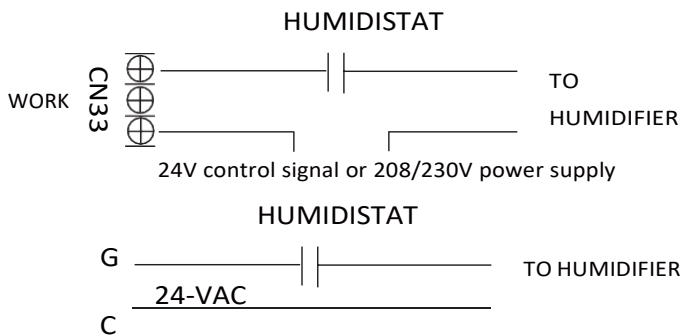 HUMIDISTAT
WORK
CN33
TO
HUMIDIFIER
24V control signal or 208/230V power supply
HUMIDISTAT
G
TO HUMIDIFIER
24-VAC
C